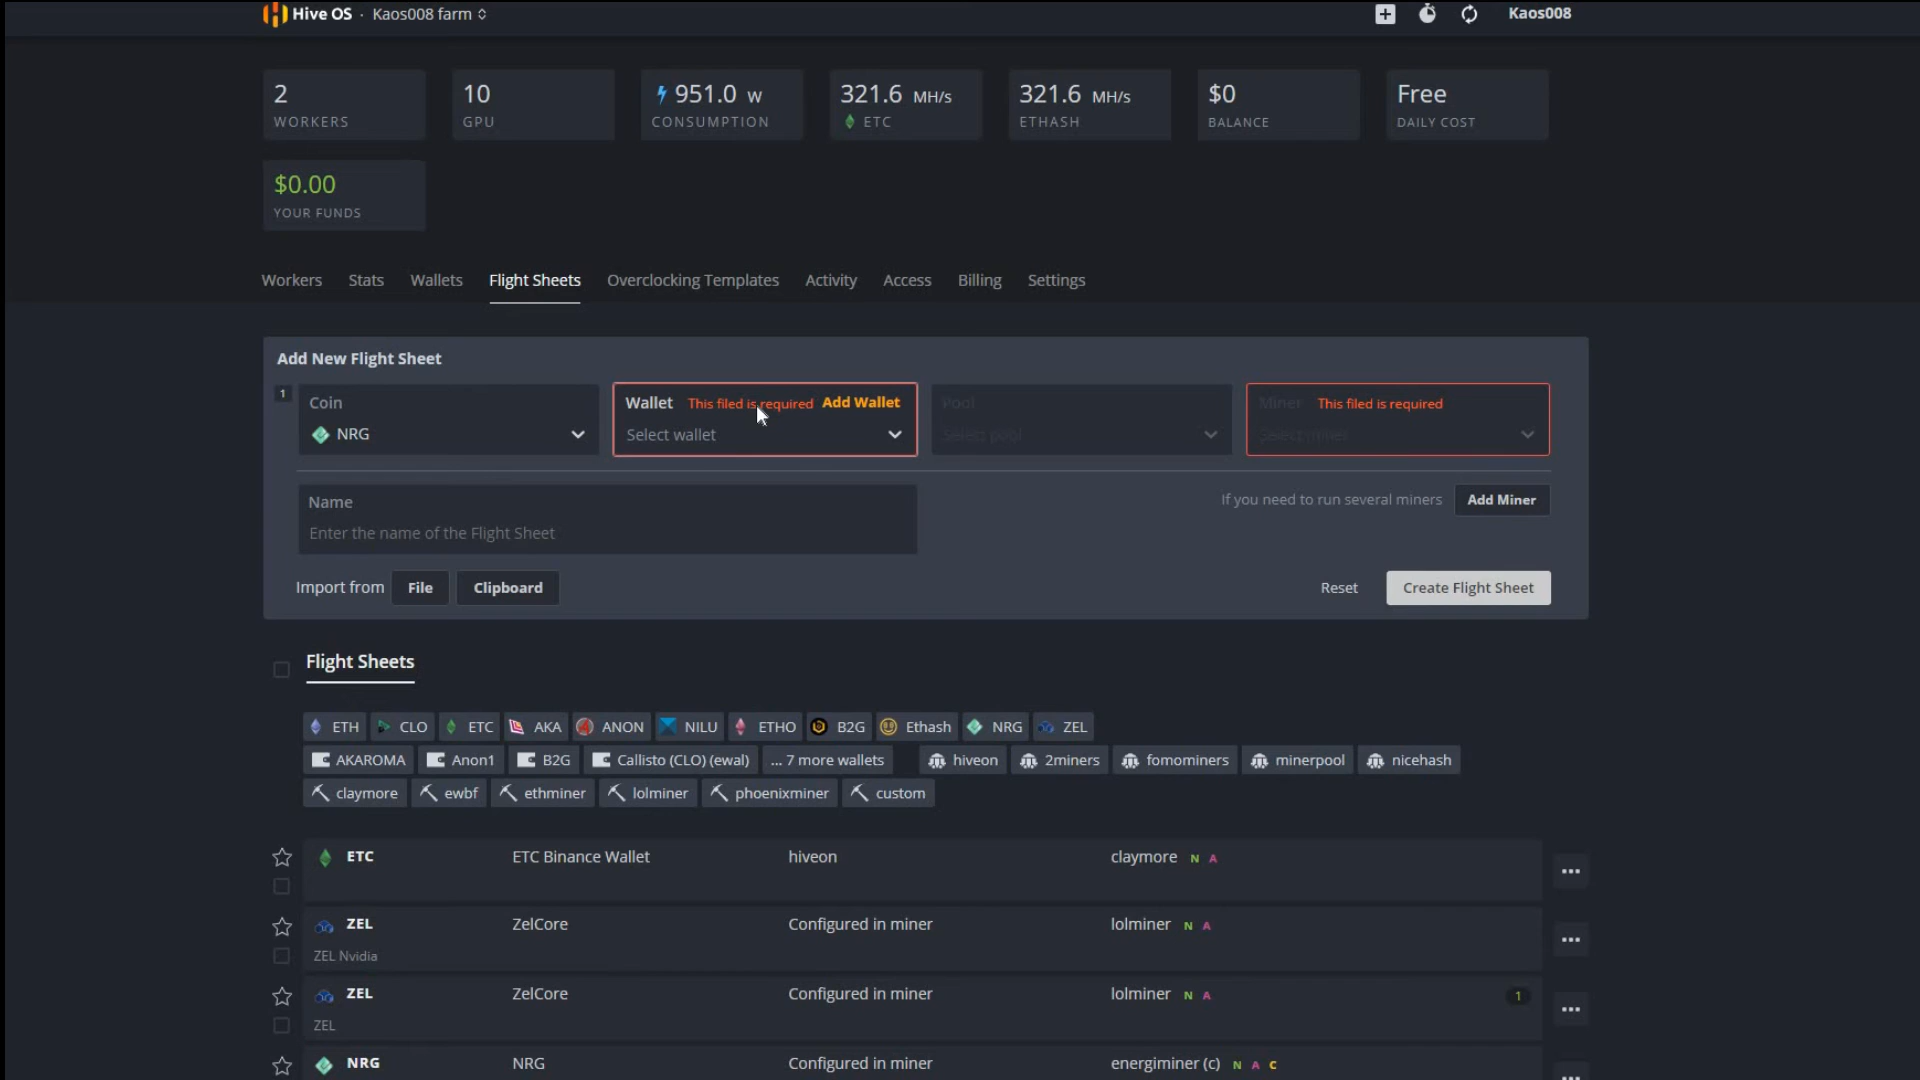 Hive OS · Kaos008 farm
Kaos008
2
WORKERS
10
GPU
951.0 W
CONSUMPTION
321.6 MH/s
ETC
321.6 MH/s
ETHASH
$0
BALANCE
Free
DAILY COST
$0.00
YOUR FUNDS
Workers Stats Wallets Flight Sheets Overclocking Templates Activity Access Billing Settings
Add New Flight Sheet
1
Coin
NRG
Wallet This filed is required Add Wallet
Select wallet
Pool
Select pool
Miner This filed is required
Select miner
Name
Enter the name of the Flight Sheet
If you need to run several miners Add Miner
Import from File Clipboard
Reset Create Flight Sheet
Flight Sheets
ETH CLO ETC AKA ANON NILU ETHO B2G Ethash NRG ZEL
AKAROMA Anon1 B2G Callisto (CLO) (ewal) ... 7 more wallets hiveon 2miners fomominers minerpool nicehash
claymore ewbf ethminer lolminer phoenixminer custom
ETC ETC Binance Wallet hiveon claymore N A
ZEL ZelCore Configured in miner lolminer N A
ZEL Nvidia
ZEL ZelCore Configured in miner lolminer N A 1
ZEL
NRG NRG Configured in miner energiminer (c) N A C